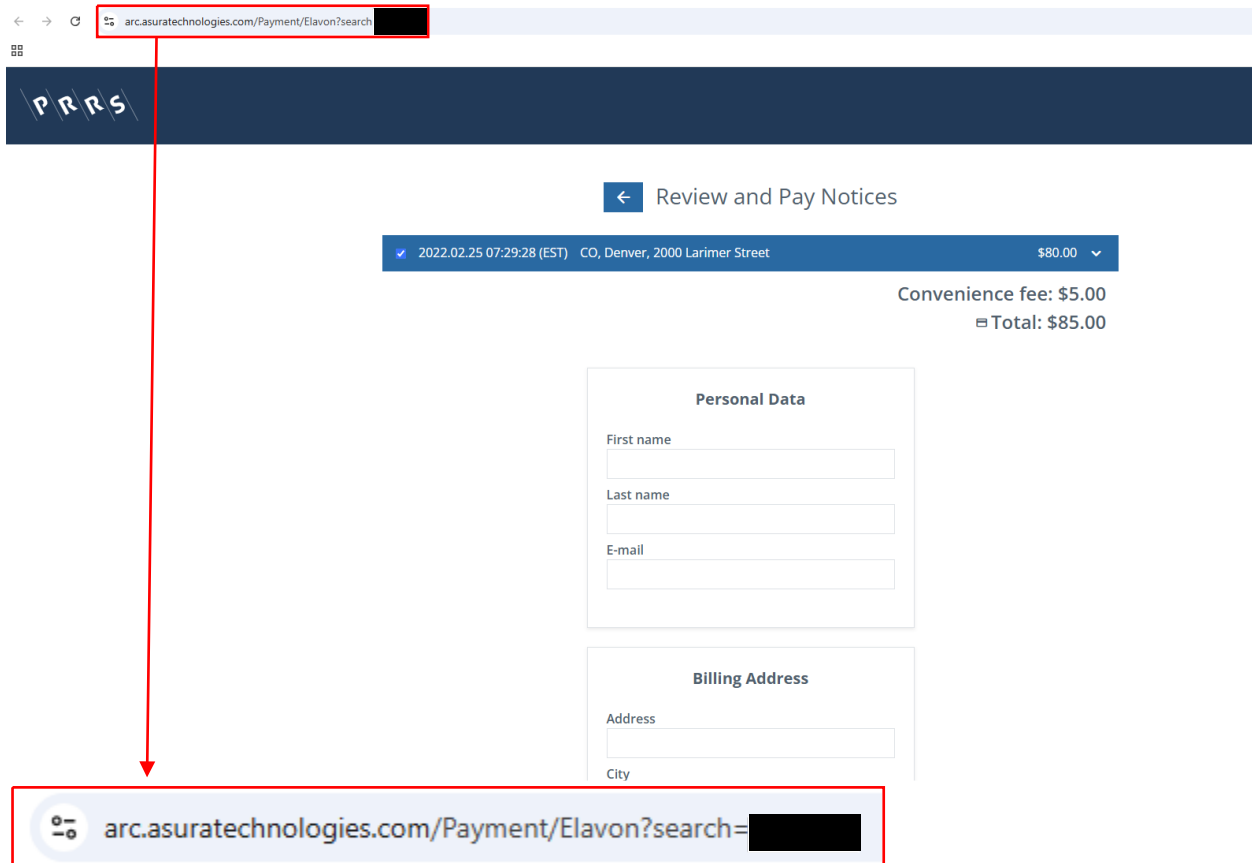 arc.asuratechnologies.com/Payment/Elavon?search
PRRS
Review and Pay Notices
2022.02.25 07:29:28 (EST) CO, Denver, 2000 Larimer Street $80.00
Convenience fee: $5.00
Total: $85.00
Personal Data
First name
Last name
E-mail
Billing Address
Address
City
arc.asuratechnologies.com/Payment/Elavon?search=